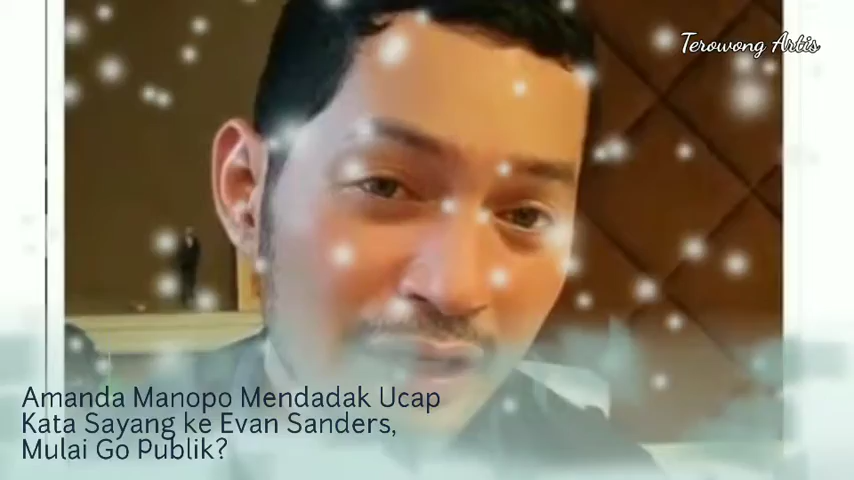 Terowong Artis
Amanda Manopo Mendadak Ucap
Kata Sayang ke Evan Sanders,
Mulai Go Publik?